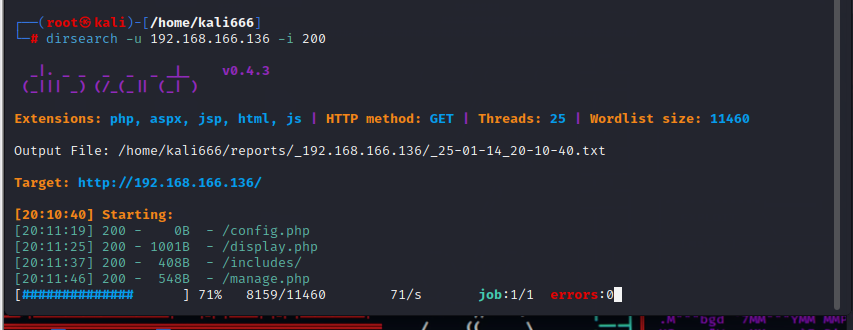 ┌──(root㉿kali)-[/home/kali666]
└─# dirsearch -u 192.168.166.136 -i 200
_|. _ _ _ _ _ _|_ v0.4.3
(_||| _) (/_(_|| (_| )
Extensions: php, aspx, jsp, html, js | HTTP method: GET | Threads: 25 | Wordlist size: 11460
Output File: /home/kali666/reports/_192.168.166.136/_25-01-14_20-10-40.txt
Target: http://192.168.166.136/
[20:10:40] Starting:
[20:11:19] 200 - 0B - /config.php
[20:11:25] 200 - 1001B - /display.php
[20:11:37] 200 - 408B - /includes/
[20:11:46] 200 - 548B - /manage.php
[############## ] 71% 8159/11460 71/s job:1/1 errors:0